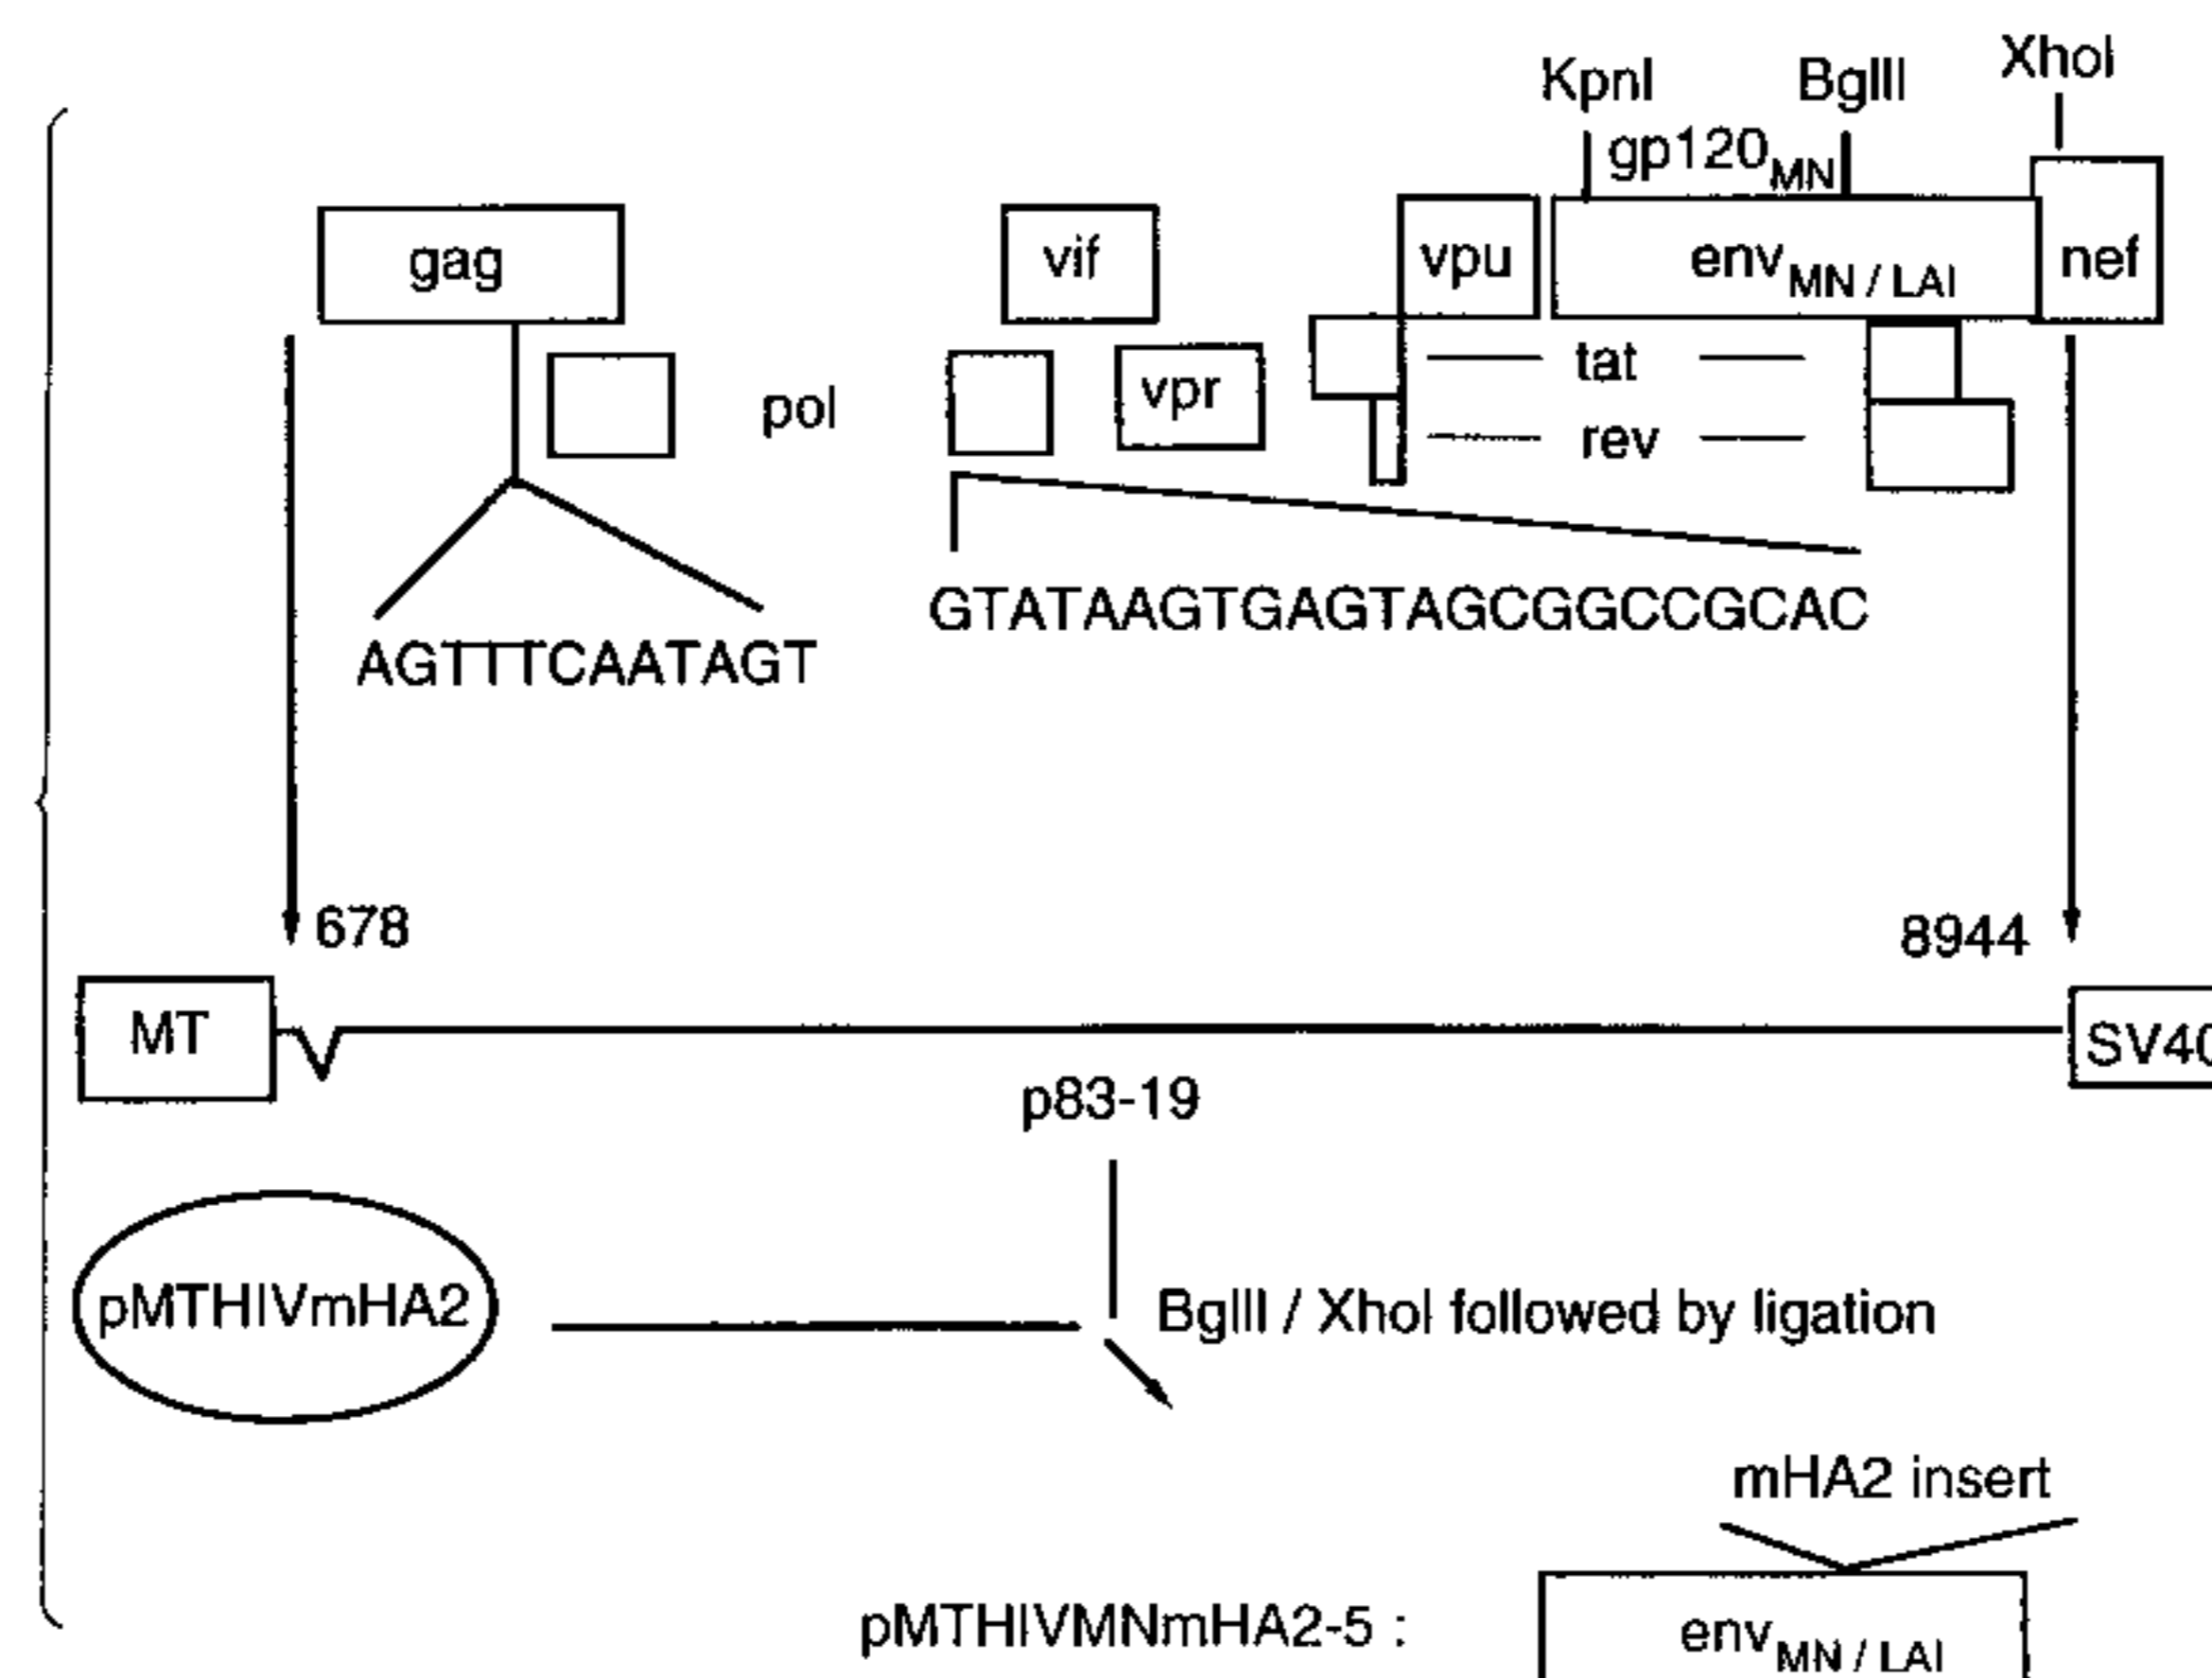 KpnI
BglII
XhoI
gp120MN
gag
vif
vpu
envMN / LAI
nef
pol
vpr
tat
rev
GTATAAGTGAGTAGCGGCCGCAC
AGTTTCAATAGT
678
8944
MT
SV40
p83-19
pMTHIVmHA2
BglII / XhoI followed by ligation
mHA2 insert
pMTHIVMNmHA2-5 :
envMN / LAI